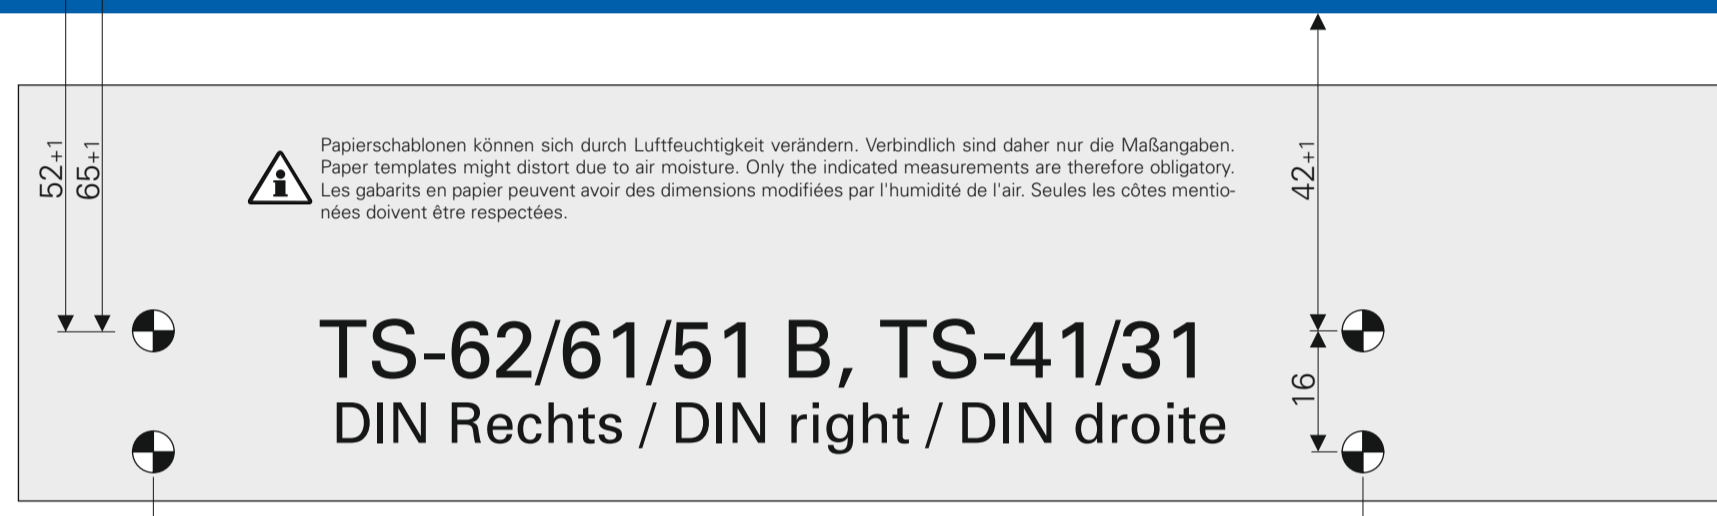 52+1
65+1
Papierschablonen können sich durch Luftfeuchtigkeit verändern. Verbindlich sind daher nur die Maßangaben.
Paper templates might distort due to air moisture. Only the indicated measurements are therefore obligatory.
Les gabarits en papier peuvent avoir des dimensions modifiées par l'humidité de l'air. Seules les côtes mentio-
nées doivent être respectées.
42+1
TS-62/61/51 B, TS-41/31
16
DIN Rechts / DIN right / DIN droite